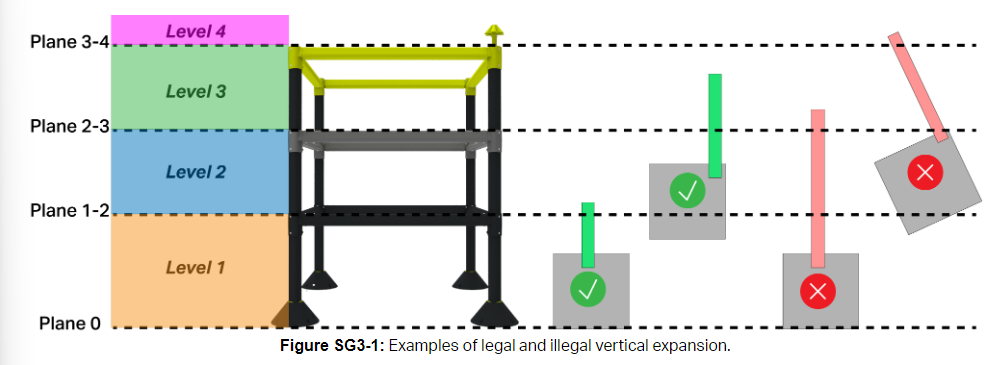 Level 4
Plane 3-4
Level 3
Plane 2-3
Level 2
Plane 1-2
Level 1
Plane 0
Figure SG3-1: Examples of legal and illegal vertical expansion.